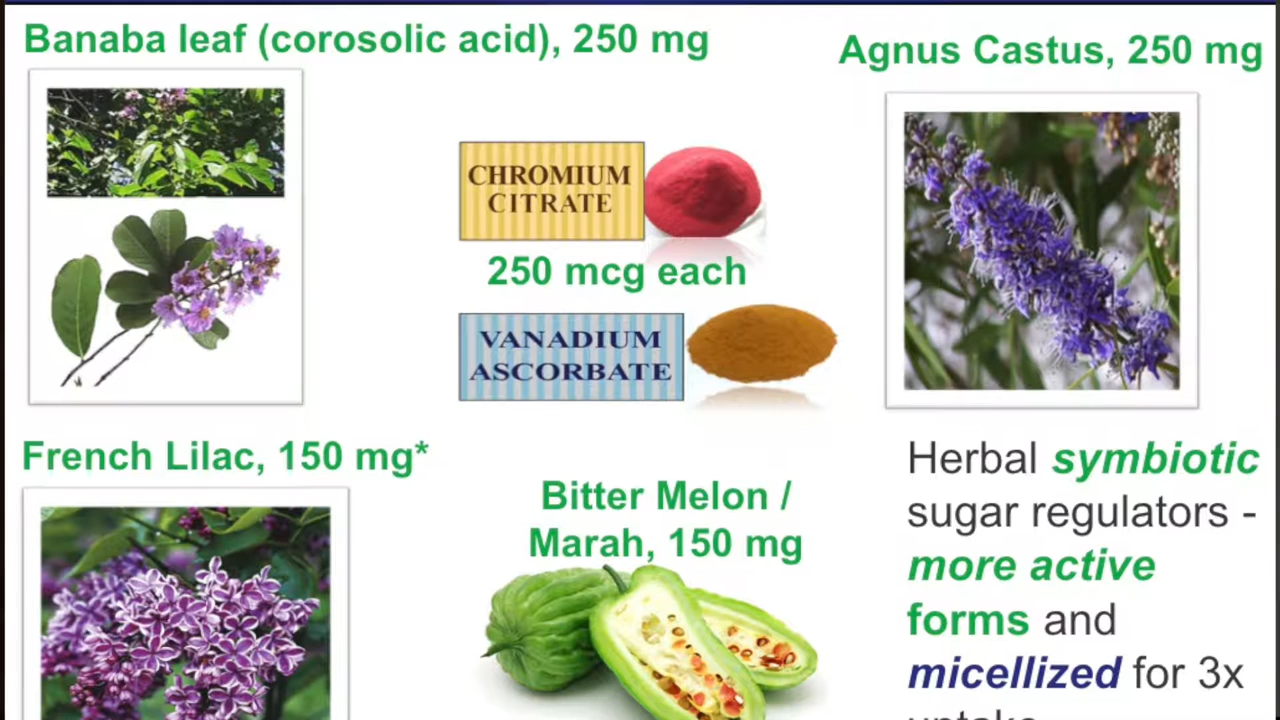 Banaba leaf (corosolic acid), 250 mg
Agnus Castus, 250 mg
CHROMIUM
CITRATE
250 mcg each
VANADIUM
ASCORBATE
French Lilac, 150 mg*
Bitter Melon /
Marah, 150 mg
Herbal symbiotic
sugar regulators -
more active
forms and
micellized for 3x